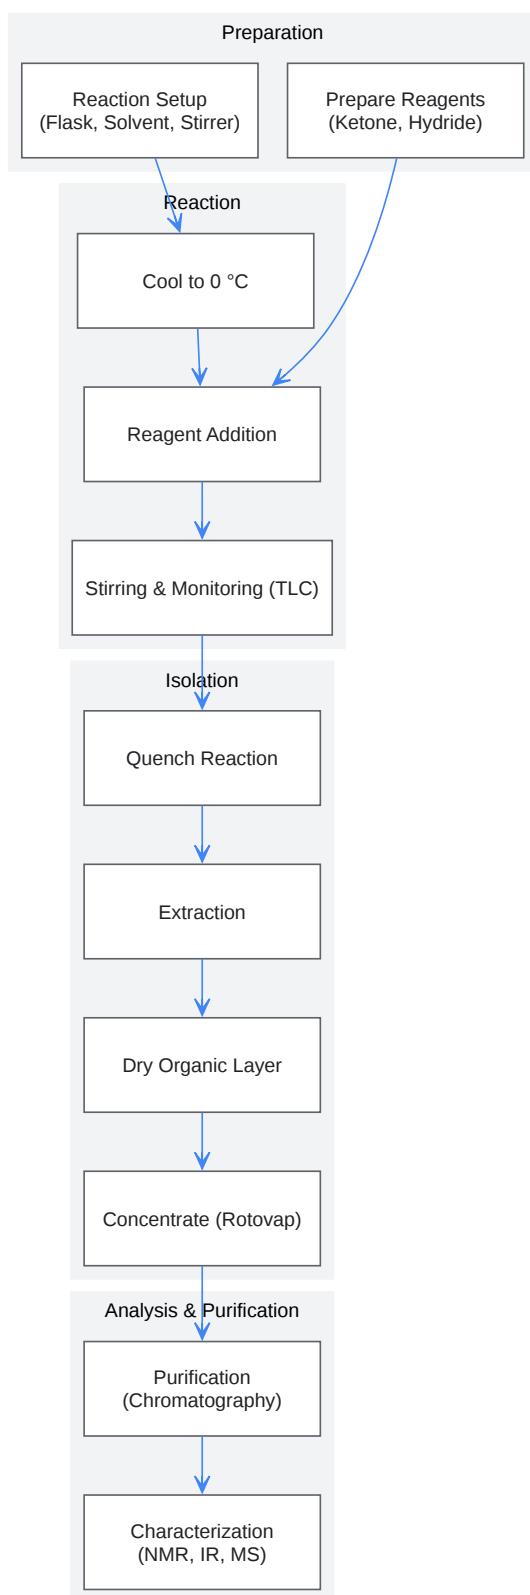 Preparation
Reaction Setup
(Flask, Solvent, Stirrer)
Prepare Reagents
(Ketone, Hydride)
Reaction
Cool to 0 °C
Reagent Addition
Stirring & Monitoring (TLC)
Isolation
Quench Reaction
Extraction
Dry Organic Layer
Concentrate (Rotovap)
Analysis & Purification
Purification
(Chromatography)
Characterization
(NMR, IR, MS)